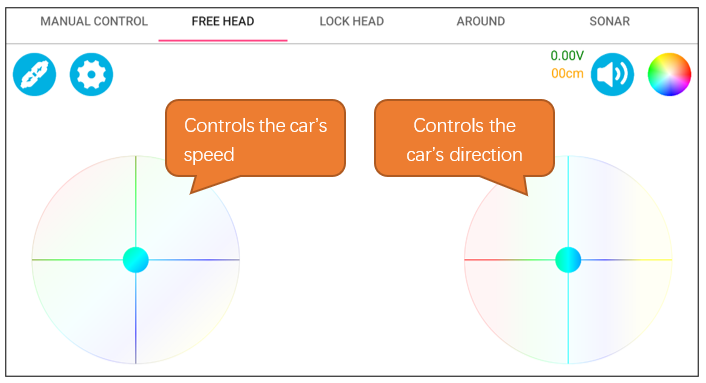 MANUAL CONTROL
FREE HEAD
LOCK HEAD
AROUND
SONAR
0.00V
00cm
Controls the car's
speed
Controls the
car's direction